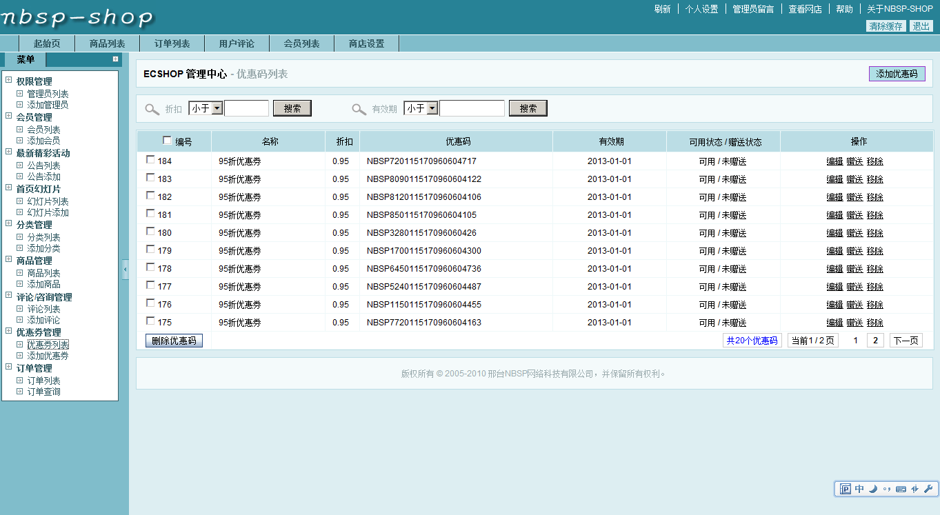 nbsp-shop
刷新 | 个人设置 | 管理员留言 | 查看网店 | 帮助 | 关于NBSP-SHOP
清除缓存 退出
起始页 商品列表 订单列表 用户评论 会员列表 商店设置
菜单
权限管理
管理员列表
添加管理员
会员管理
会员列表
添加会员
最新精彩活动
公告列表
公告添加
首页幻灯片
幻灯片列表
幻灯片添加
分类管理
分类列表
添加分类
商品管理
商品列表
添加商品
评论/咨询管理
评论列表
添加评论
优惠券管理
优惠券列表
添加优惠券
订单管理
订单列表
订单查询
ECSHOP 管理中心 - 优惠码列表
添加优惠码
折扣 小于 搜索 有效期 小于 搜索
编号 名称 折扣 优惠码 有效期 可用状态 / 赠送状态 操作
184 95折优惠券 0.95 NBSP720115170960604717 2013-01-01 可用 / 未赠送 编辑 赠送 移除
183 95折优惠券 0.95 NBSP8090115170960604122 2013-01-01 可用 / 未赠送 编辑 赠送 移除
182 95折优惠券 0.95 NBSP8120115170960604106 2013-01-01 可用 / 未赠送 编辑 赠送 移除
181 95折优惠券 0.95 NBSP850115170960604105 2013-01-01 可用 / 未赠送 编辑 赠送 移除
180 95折优惠券 0.95 NBSP3280115170960426 2013-01-01 可用 / 未赠送 编辑 赠送 移除
179 95折优惠券 0.95 NBSP1700115170960604300 2013-01-01 可用 / 未赠送 编辑 赠送 移除
178 95折优惠券 0.95 NBSP6450115170960604736 2013-01-01 可用 / 未赠送 编辑 赠送 移除
177 95折优惠券 0.95 NBSP5240115170960604487 2013-01-01 可用 / 未赠送 编辑 赠送 移除
176 95折优惠券 0.95 NBSP1150115170960604455 2013-01-01 可用 / 未赠送 编辑 赠送 移除
175 95折优惠券 0.95 NBSP7720115170960604163 2013-01-01 可用 / 未赠送 编辑 赠送 移除
删除优惠码 共20个优惠码 当前1 / 2 页 1 2 下一页
版权所有 © 2005-2010 邢台NBSP网络科技有限公司，并保留所有权利。
中